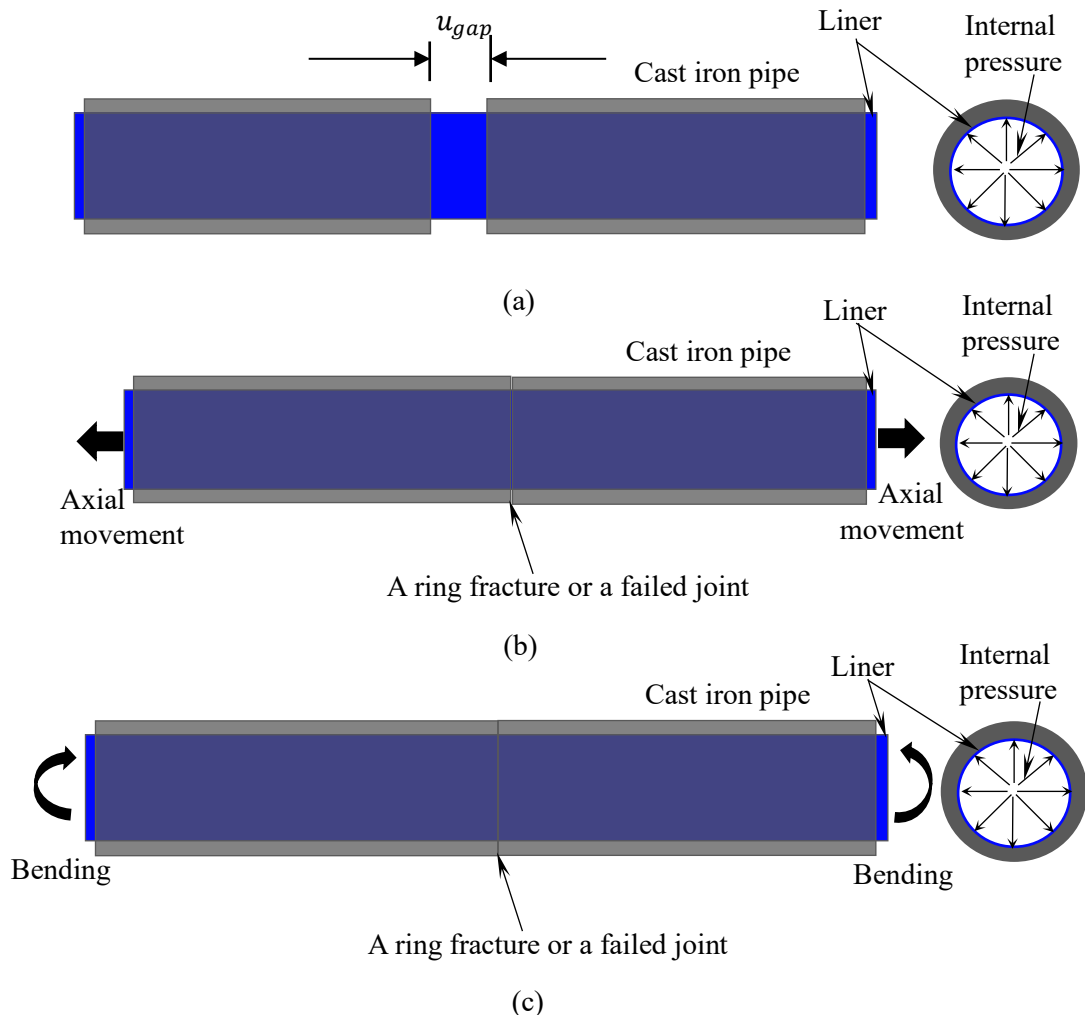 u_gap
Liner
Internal
pressure
Cast iron pipe
(a)
Liner
Internal
pressure
Cast iron pipe
Axial
movement
Axial
movement
A ring fracture or a failed joint
(b)
Liner
Internal
pressure
Cast iron pipe
Bending
Bending
A ring fracture or a failed joint
(c)